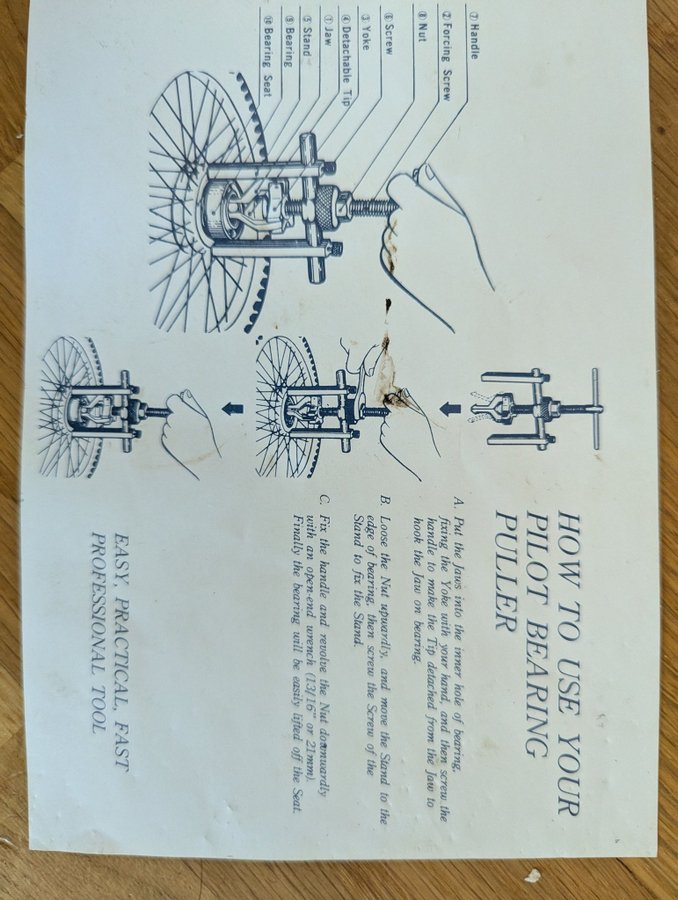 ⑦ Handle
② Forcing Screw
⑧ Nut
⑥ Screw
③ Yoke
④ Detachable Tip
① Jaw
⑤ Stand
⑨ Bearing
⑩ Bearing Seat
HOW TO USE YOUR
PILOT BEARING
PULLER
A. Put the Jaws into the inner hole of bearing,
fixing the Yoke with your hand, and then screw the
handle to make the Tip detached from the Jaw to
hook the Jaw on bearing.
B. Loose the Nut upwardly, and move the Stand to the
edge of bearing, then screw the Screw of the
Stand to fix the Stand.
C. Fix the handle and revolve the Nut downwardly
with an open-end wrench (13/16" or 21mm).
Finally the bearing will be easily lifted off the Seat.
EASY, PRACTICAL, FAST
PROFESSIONAL TOOL